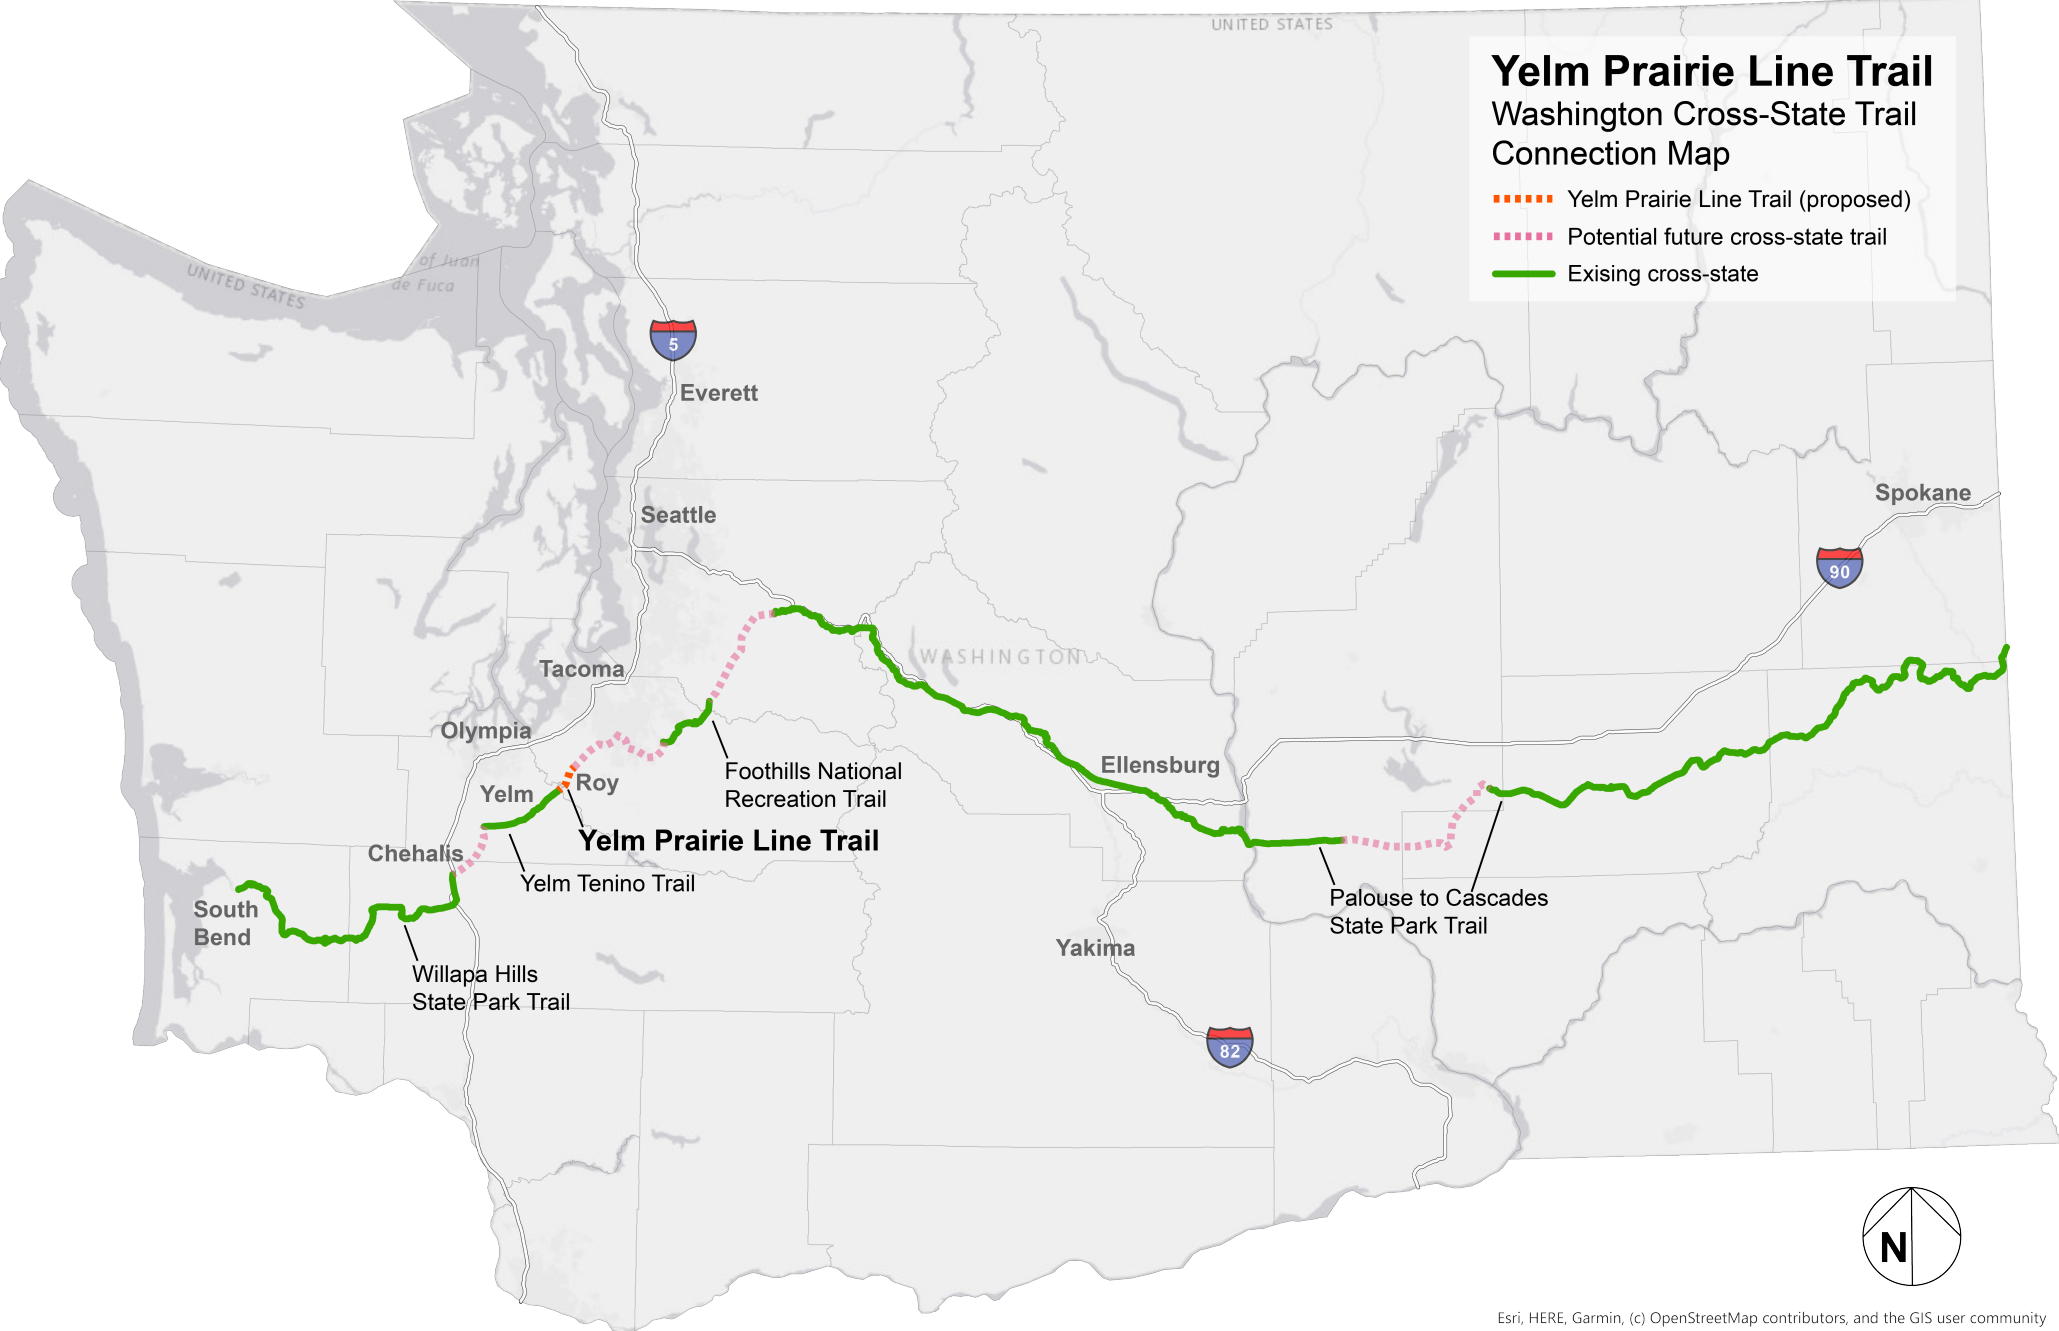 UNITED STATES
Yelm Prairie Line Trail
Washington Cross-State Trail
Connection Map
Yelm Prairie Line Trail (proposed)
Potential future cross-state trail
Exising cross-state
of Juan
de Fuca
UNITED STATES
5
Everett
Spokane
Seattle
90
WASHINGTON
Tacoma
Olympia
Ellensburg
Foothills National
Recreation Trail
Roy
Yelm
Yelm Prairie Line Trail
Chehalis
Yelm Tenino Trail
Palouse to Cascades
State Park Trail
South
Bend
Yakima
Willapa Hills
State Park Trail
82
N
Esri, HERE, Garmin, (c) OpenStreetMap contributors, and the GIS user community